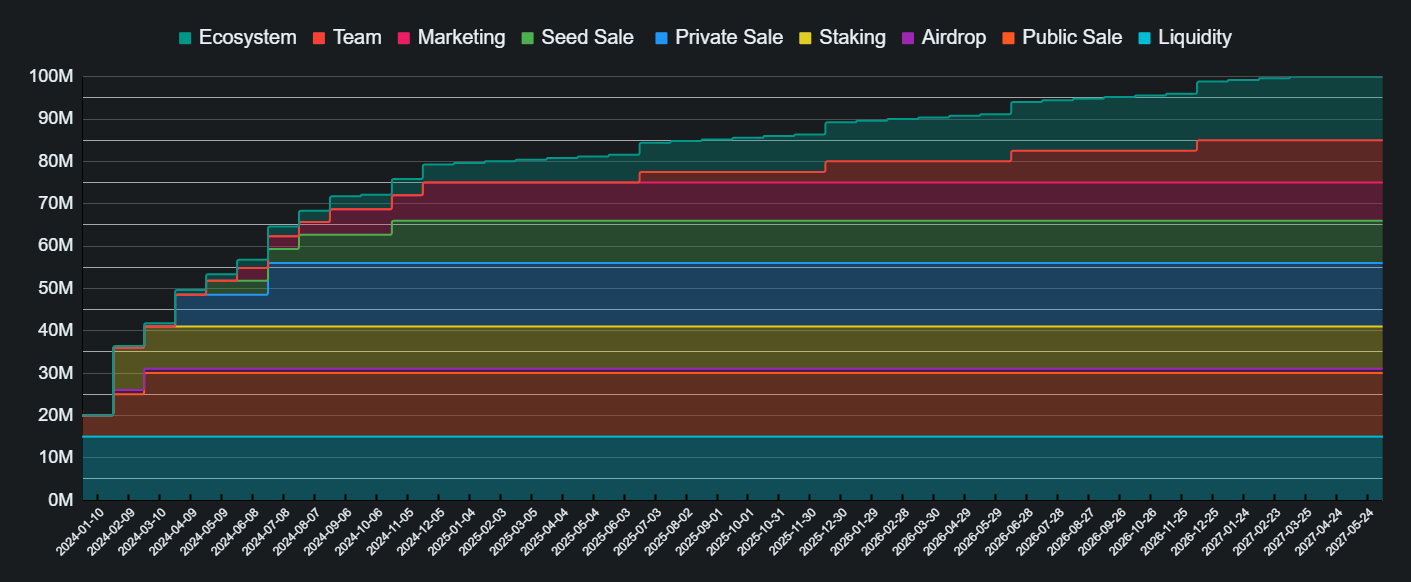 Ecosystem Team Marketing Seed Sale Private Sale Staking Airdrop Public Sale Liquidity
100M
90M
80M
70M
60M
50M
40M
30M
20M
10M
0M
2024-01-10 2024-02-09 2024-03-10 2024-04-09 2024-05-09 2024-06-08 2024-07-08 2024-08-07 2024-09-06 2024-10-06 2024-11-05 2024-12-05 2025-01-04 2025-02-03 2025-03-05 2025-04-04 2025-05-04 2025-06-03 2025-07-03 2025-08-02 2025-09-01 2025-10-01 2025-10-31 2025-11-30 2025-12-30 2026-01-29 2026-02-28 2026-03-30 2026-04-29 2026-05-29 2026-06-28 2026-07-28 2026-08-27 2026-09-26 2026-10-26 2026-11-25 2026-12-25 2027-01-24 2027-02-23 2027-03-25 2027-04-24 2027-05-24